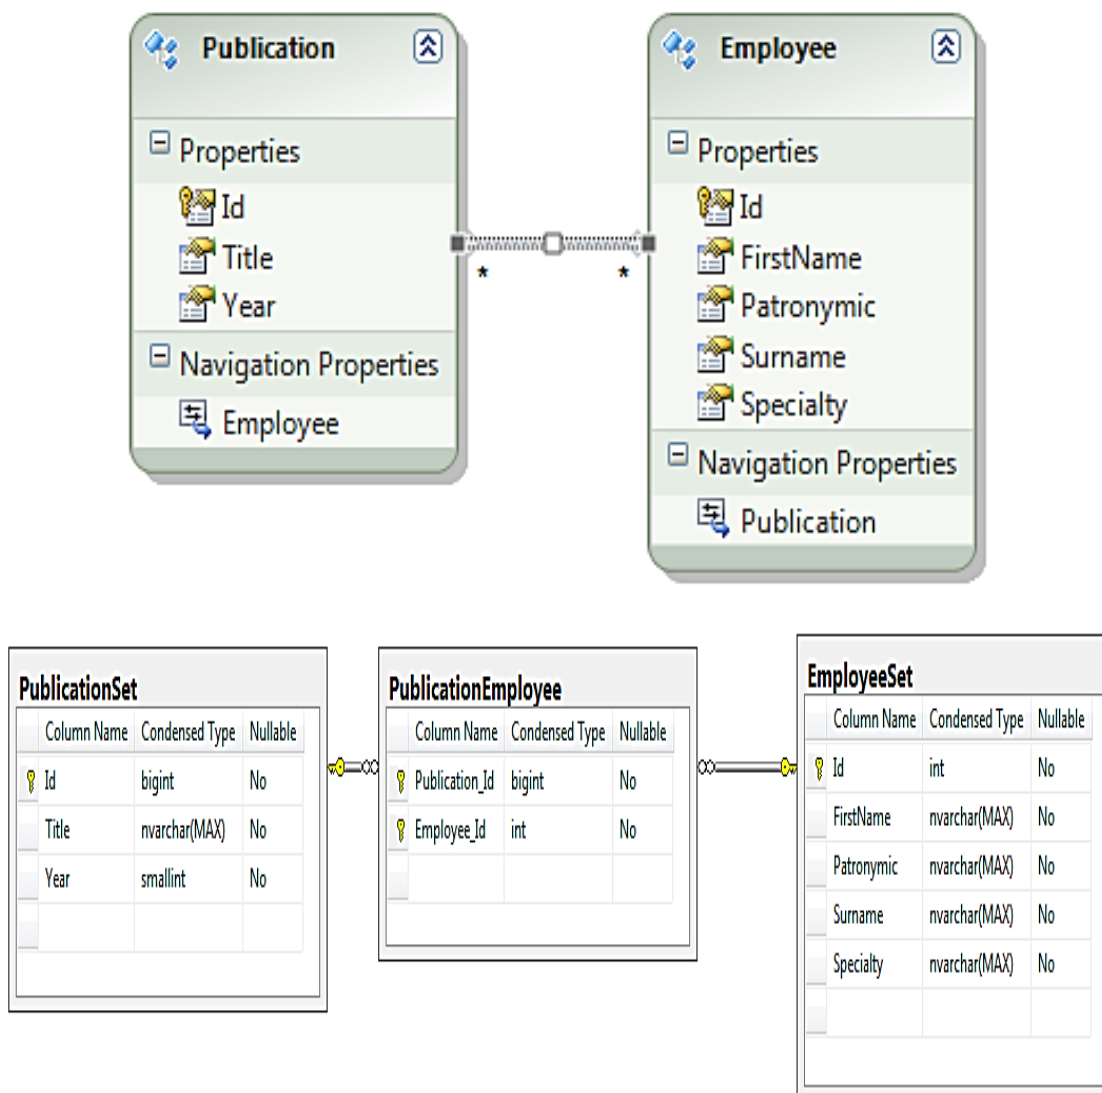 Publication
Properties
Id
Title
Year
Navigation Properties
Employee
*
*
Employee
Properties
Id
FirstName
Patronymic
Surname
Specialty
Navigation Properties
Publication
PublicationSet
Column Name Condensed Type Nullable
Id bigint No
Title nvarchar(MAX) No
Year smallint No
PublicationEmployee
Column Name Condensed Type Nullable
Publication_Id bigint No
Employee_Id int No
EmployeeSet
Column Name Condensed Type Nullable
Id int No
FirstName nvarchar(MAX) No
Patronymic nvarchar(MAX) No
Surname nvarchar(MAX) No
Specialty nvarchar(MAX) No